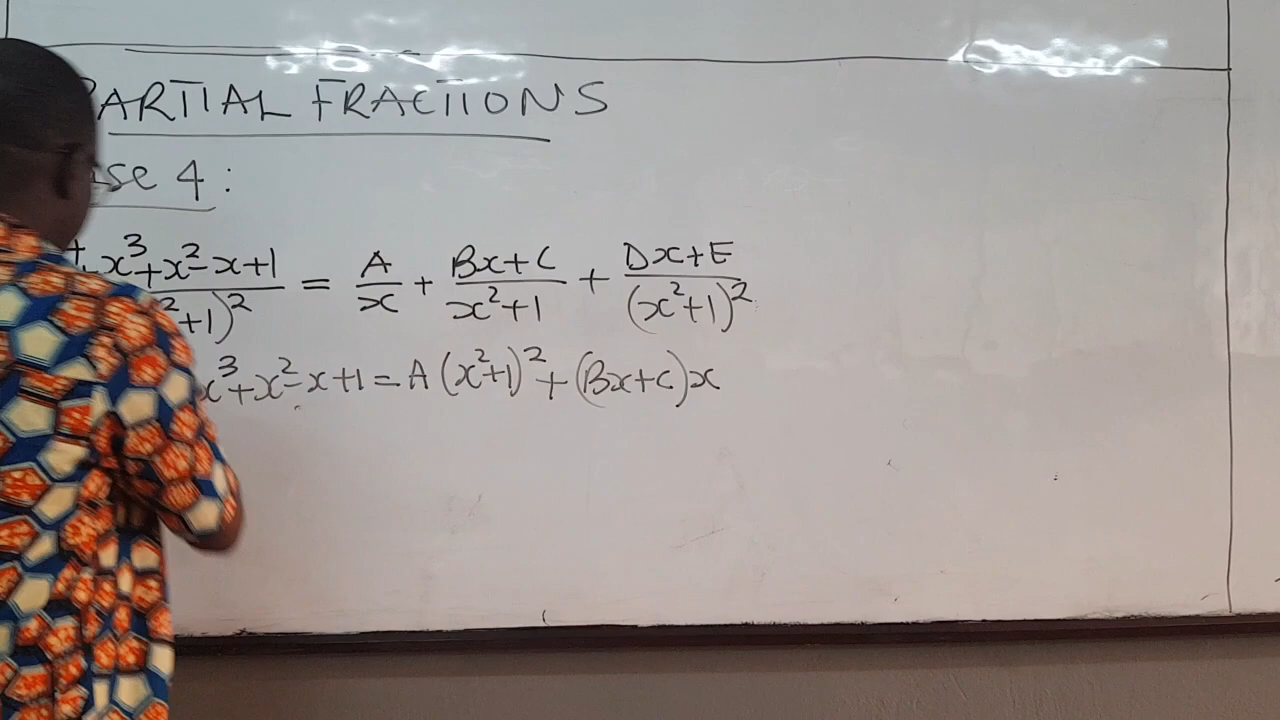 PARTIAL FRACTIONS
ase 4:
x³+x²-x+1 / ²+1)² = A/x + Bx+C/x²+1 + Dx+E/(x²+1)²
x³+x²-x+1=A(x²+1)²+(Bx+C)x